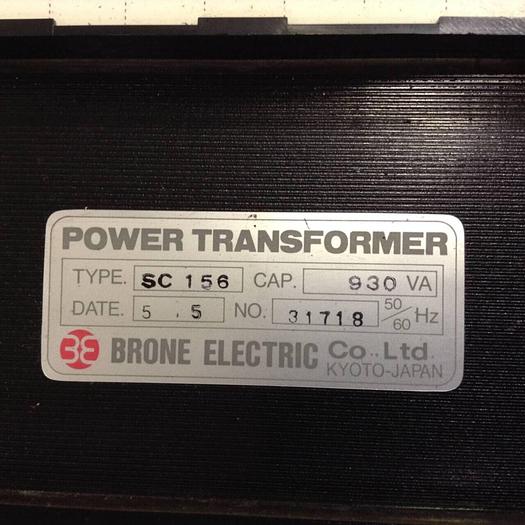 POWER TRANSFORMER
TYPE. SC 156 CAP. 930 VA
DATE. 5 . 5 NO. 31718 50/60 Hz
BRONE ELECTRIC Co., Ltd.
KYOTO-JAPAN